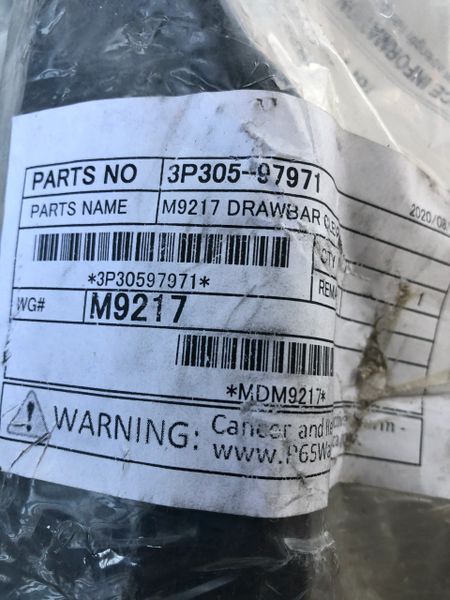 PARTS NO 3P305-97971
2020/08
PARTS NAME M9217 DRAWBAR
*3P30597971*
WG# M9217
1
*MDM9217*
WARNING: Cancer and
www.P65Wa